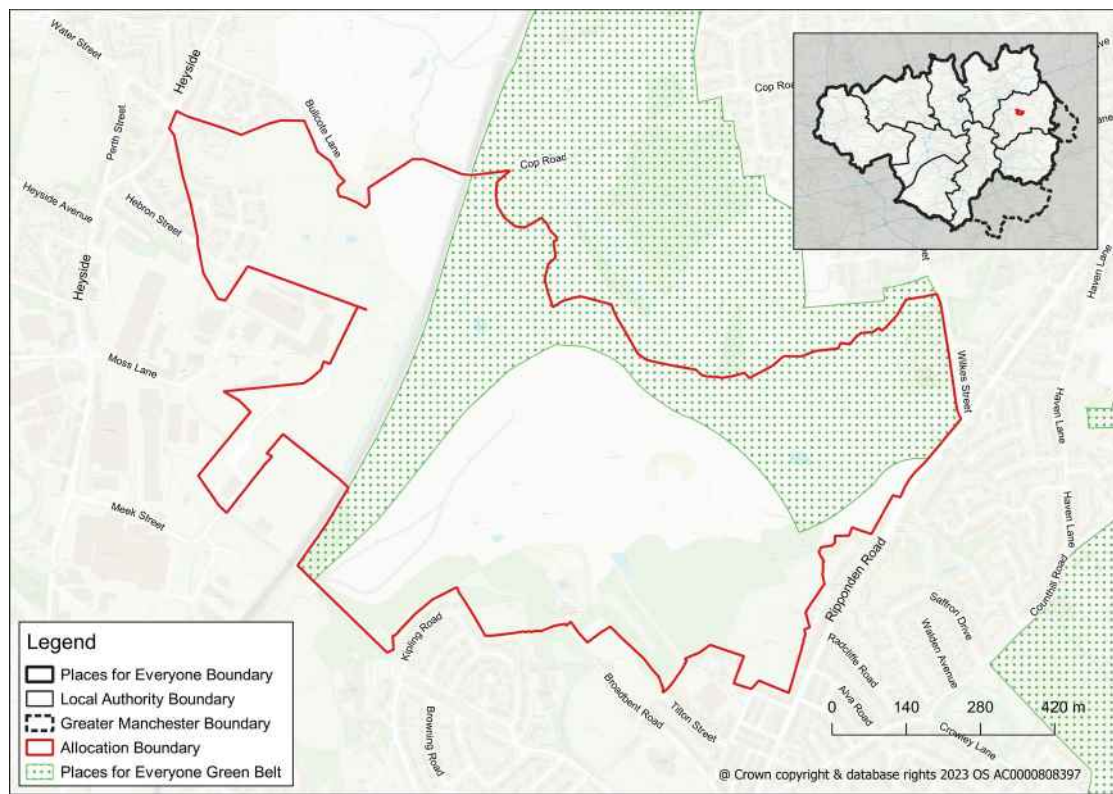 Water Street
Heyside
Bullcote Lane
Perth Street
Heyside Avenue
Hebron Street
Heyside
Moss Lane
Meek Street
Cop Road
Cop Roa
ve
ane
et
Haven Lane
Wilkes Street
Haven Lane
Haven Lane
Counthill Road
Ripponden Road
Saffron Drive
Walden Avenue
Radcliffe Road
Alva Road
Crowley Lane
Kipling Road
Browning Road
Broadbent Road
Tilton Street
Legend
Places for Everyone Boundary
Local Authority Boundary
Greater Manchester Boundary
Allocation Boundary
Places for Everyone Green Belt
0 140 280 420 m
@ Crown copyright & database rights 2023 OS AC0000808397